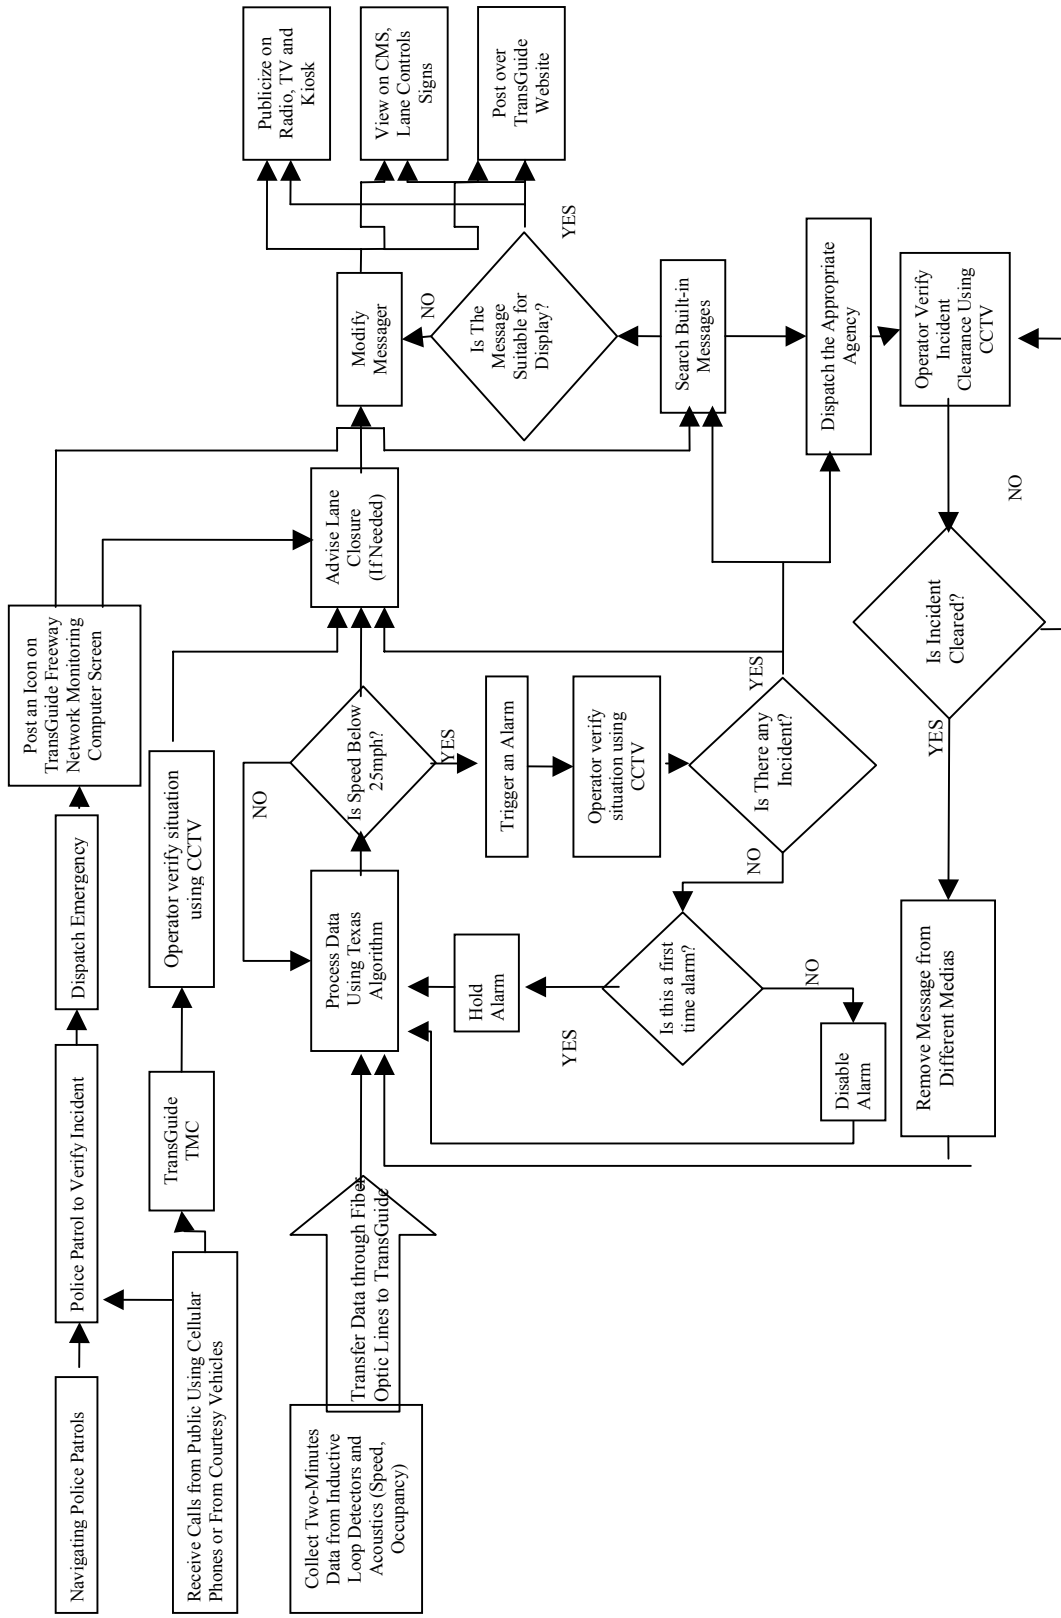 Navigating Police Patrols
Police Patrol to Verify Incident
Dispatch Emergency
Post an Icon on
TransGuide Freeway
Network Monitoring
Computer Screen
Receive Calls from Public Using Cellular
Phones or From Courtesy Vehicles
TransGuide
TMC
Operator verify situation
using CCTV
Collect Two-Minutes
Data from Inductive
Loop Detectors and
Acoustics (Speed,
Occupancy)
Transfer Data through Fiber
Optic Lines to TransGuide
Process Data
Using Texas
Algorithm
NO
Is Speed Below
25mph?
YES
Advise Lane
Closure
(If Needed)
Modify
Messager
Publicize on
Radio, TV and
Kiosk
View on CMS,
Lane Controls
Signs
Post over
TransGuide
Website
NO
Is The
Message
Suitable for
Display?
YES
Hold
Alarm
Trigger an Alarm
Operator verify
situation using
CCTV
YES
Is this a first
time alarm?
NO
NO
Is There any
Incident?
YES
Search Built-in
Messages
Disable
Alarm
Dispatch the Appropriate
Agency
Remove Message from
Different Medias
YES
Is Incident
Cleared?
NO
Operator Verify
Incident
Clearance Using
CCTV